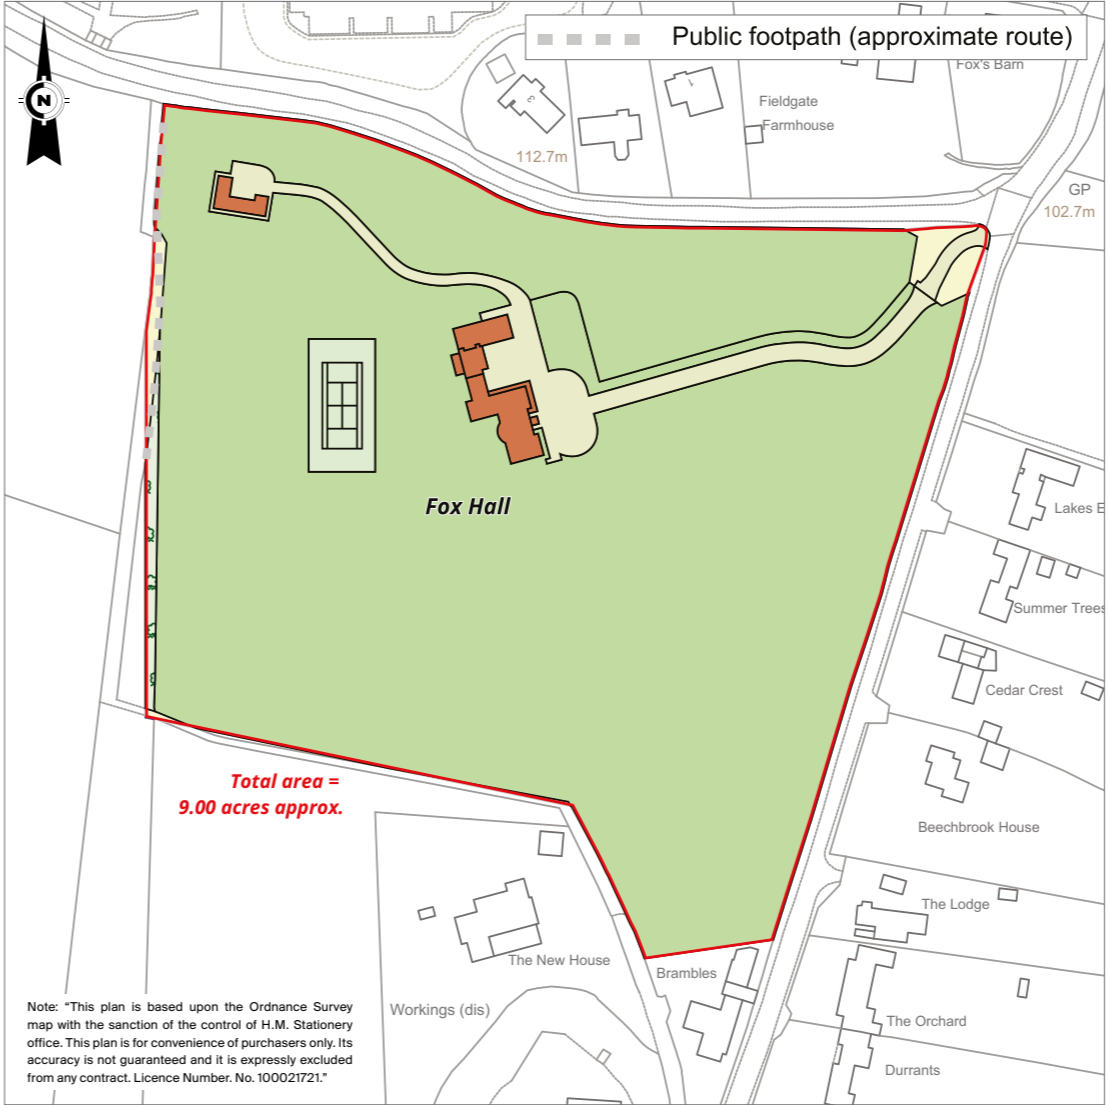 Public footpath (approximate route)
N
Fox's Barn
Fieldgate
Farmhouse
3
1
112.7m
GP
102.7m
Fox Hall
Lakes E
Summer Trees
Cedar Crest
Total area =
9.00 acres approx.
Beechbrook House
The Lodge
The New House
Brambles
Workings (dis)
The Orchard
Durrants
Note: “This plan is based upon the Ordnance Survey
map with the sanction of the control of H.M. Stationery
office. This plan is for convenience of purchasers only. Its
accuracy is not guaranteed and it is expressly excluded
from any contract. Licence Number. No. 100021721.”